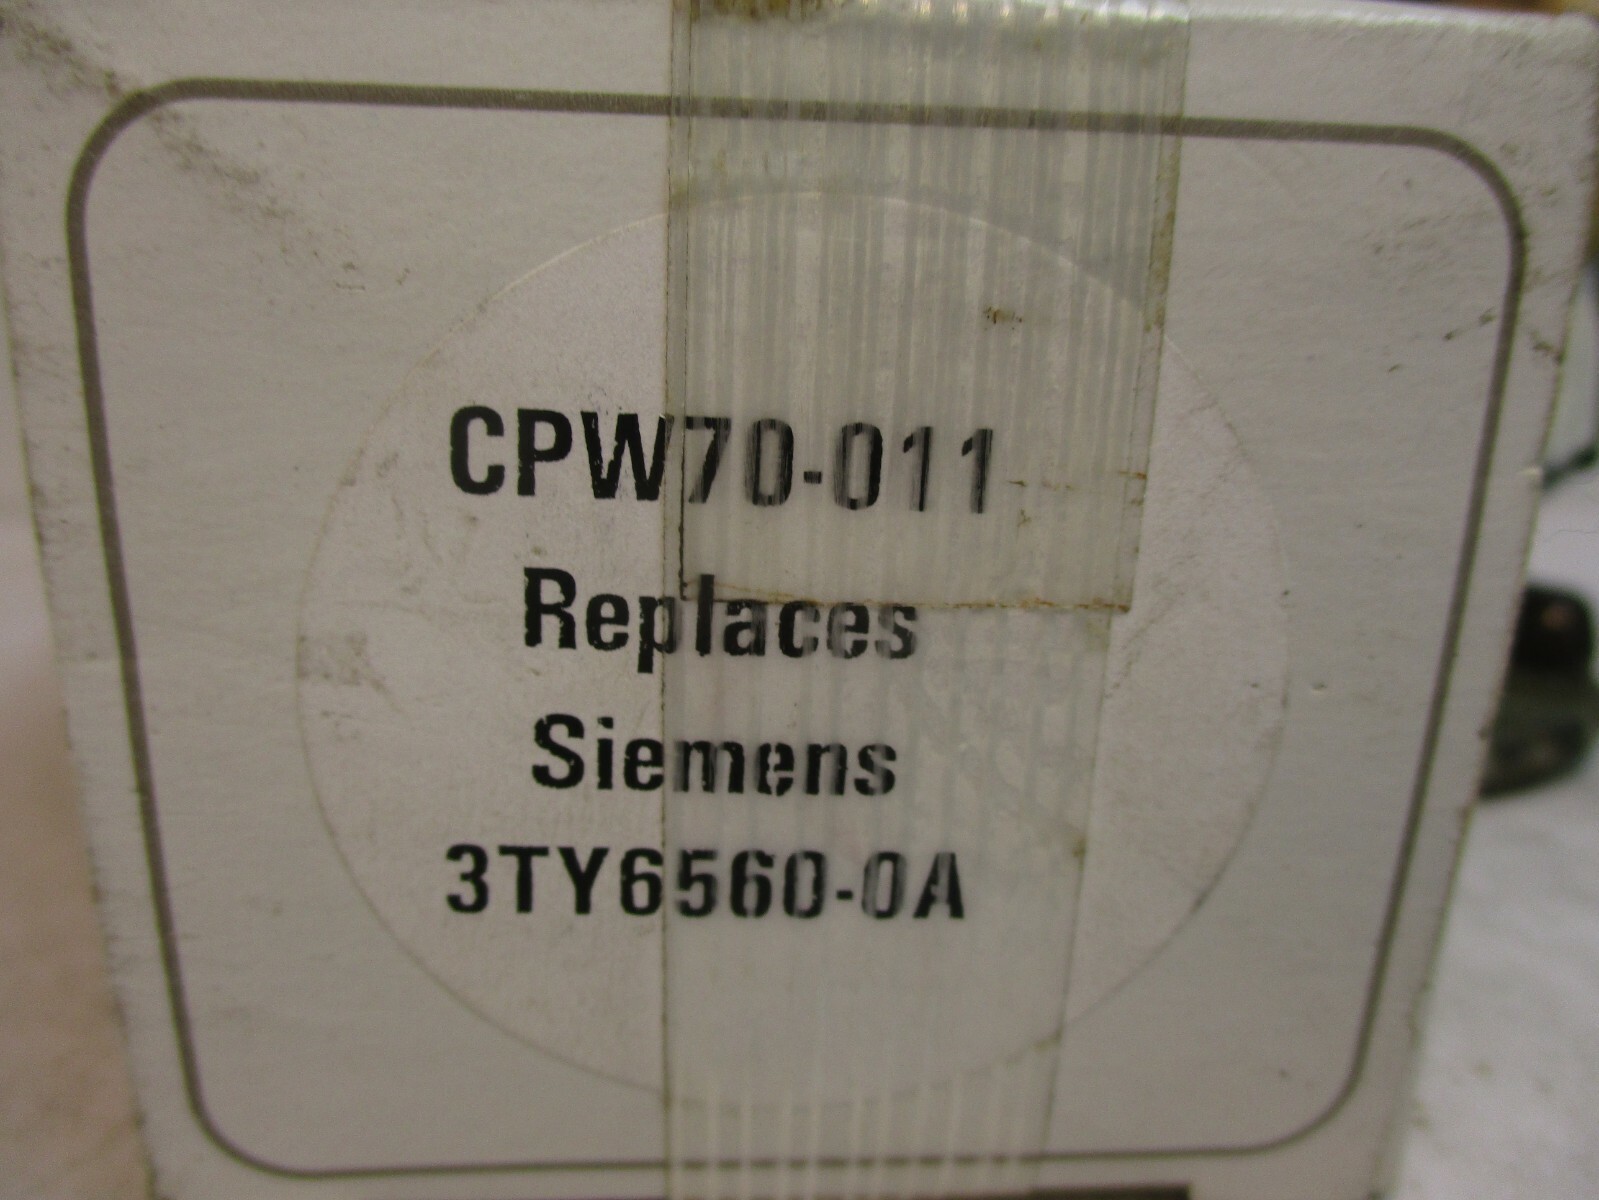 CPW70-011
Replaces
Siemens
3TY6560-0A